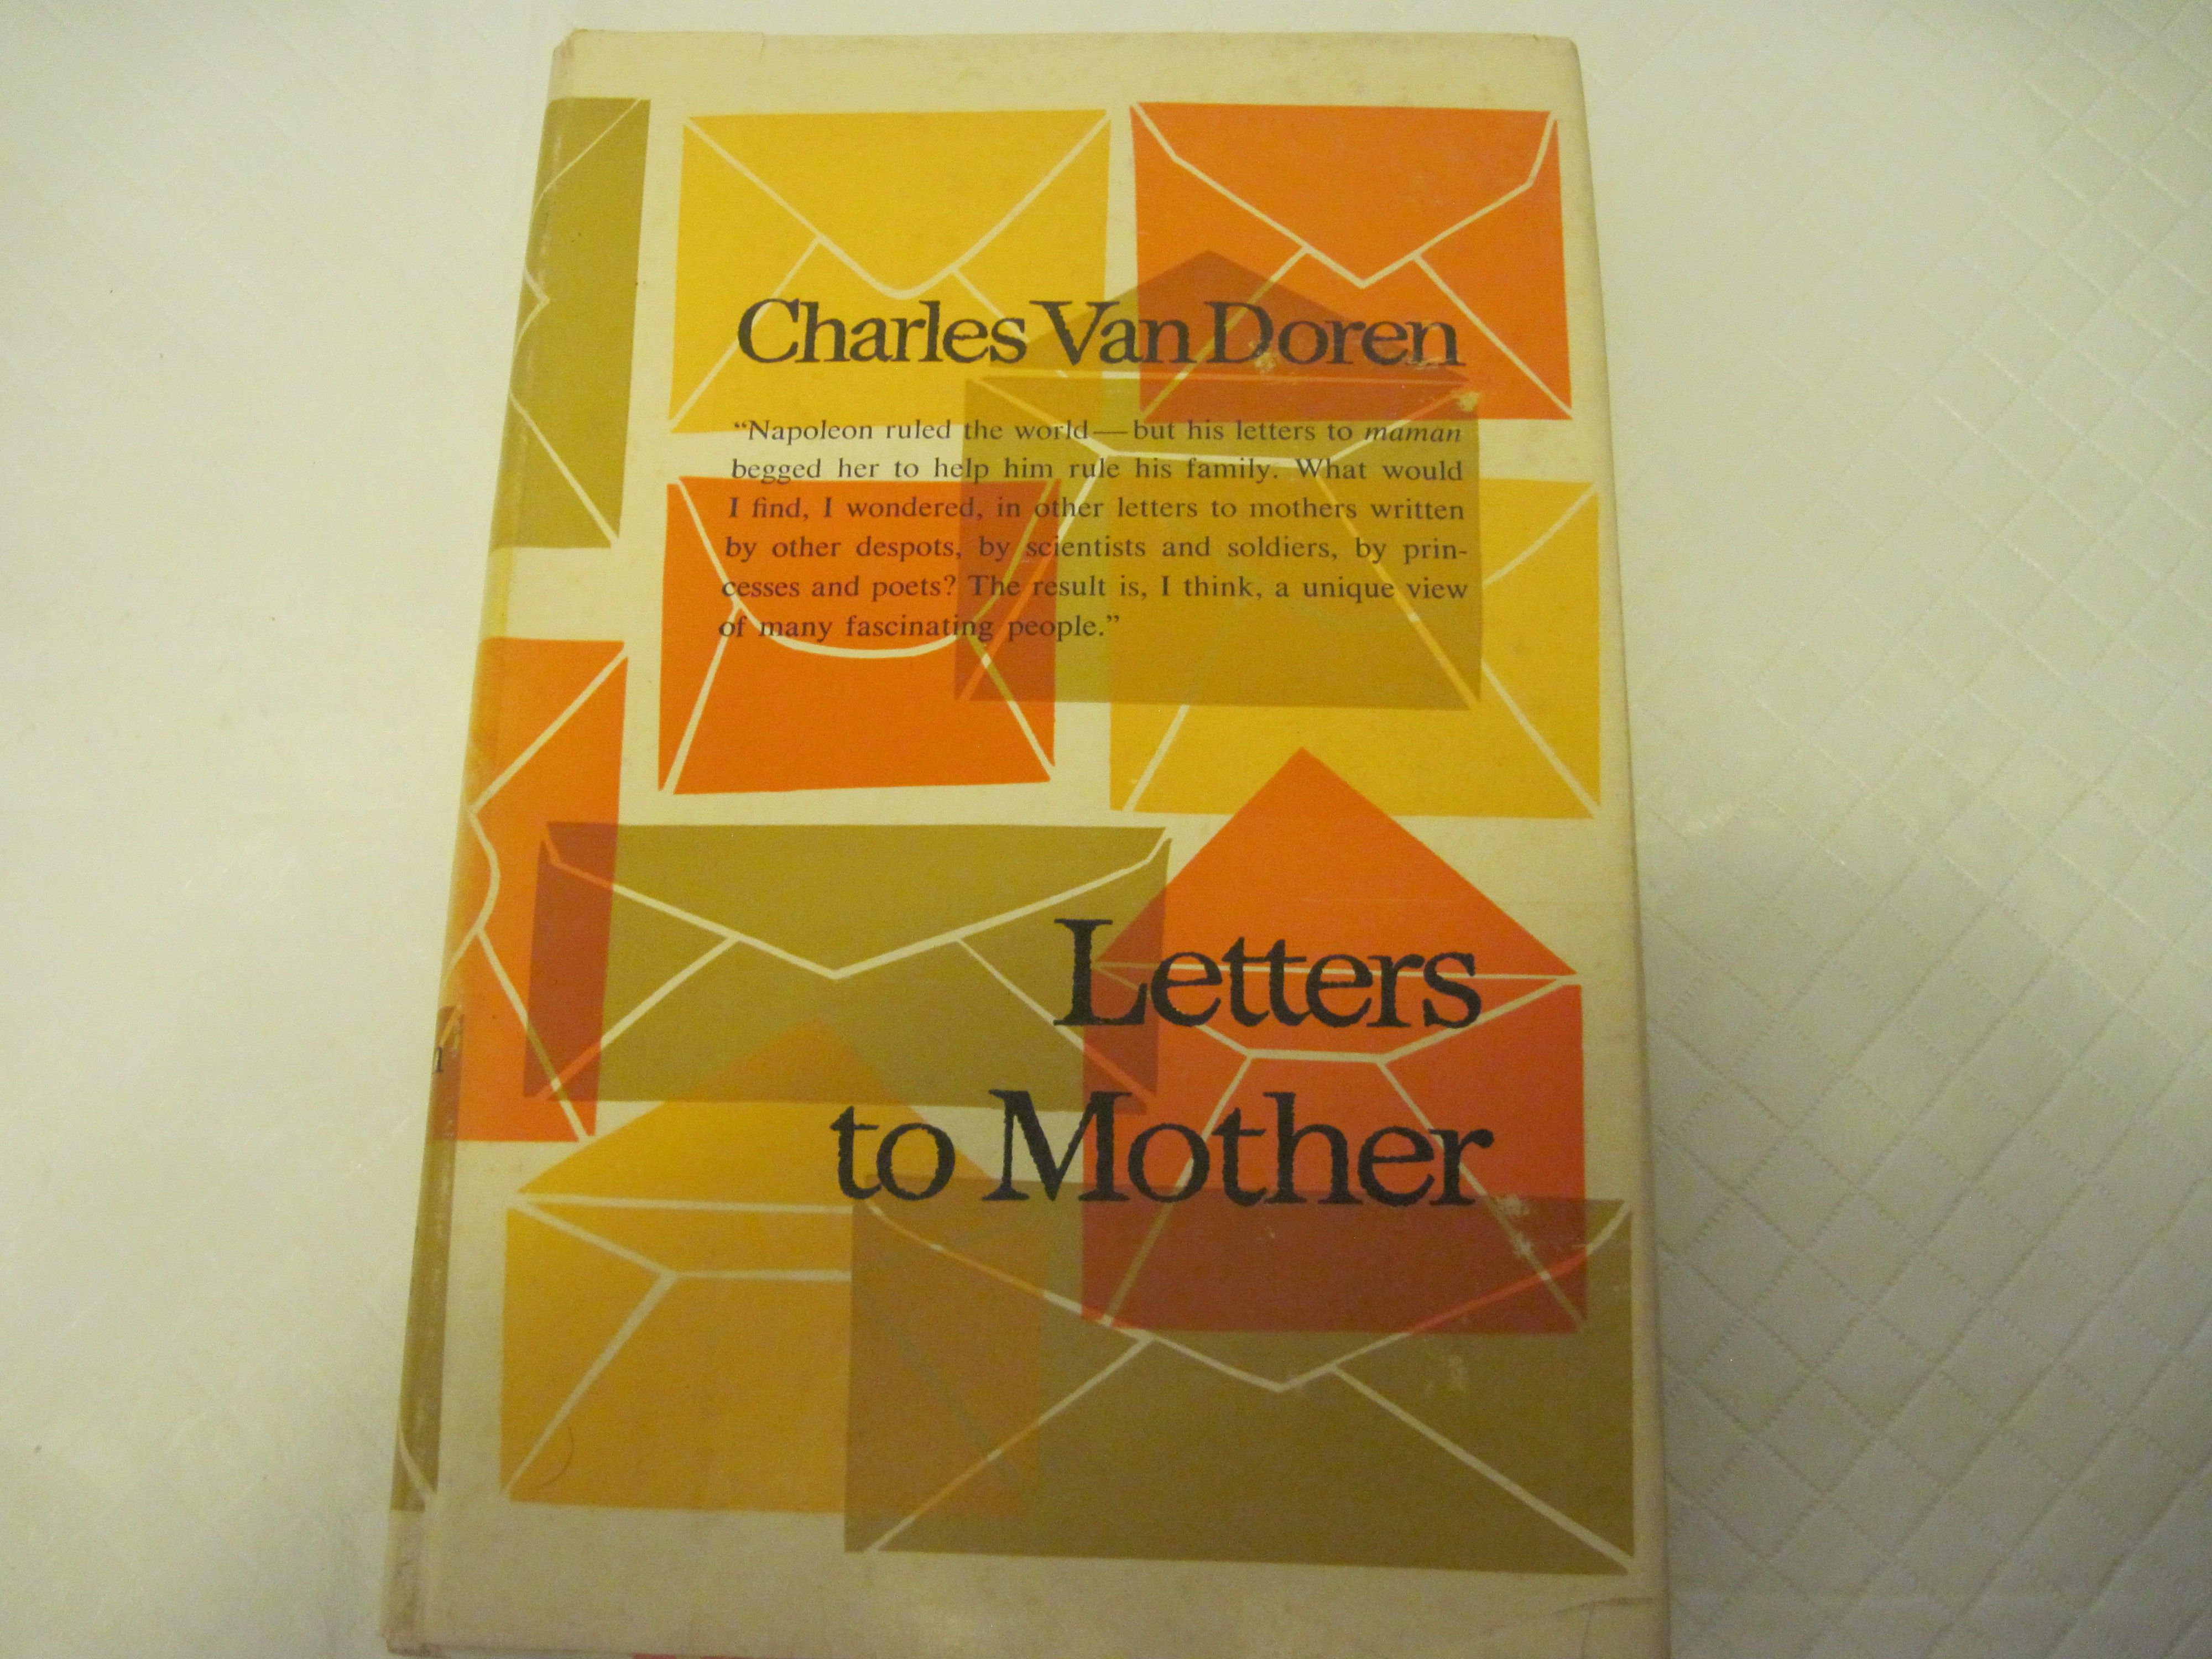 Charles Van Doren
“Napoleon ruled the world—but his letters to maman
begged her to help him rule his family. What would
I find, I wondered, in other letters to mothers written
by other despots, by scientists and soldiers, by prin-
cesses and poets? The result is, I think, a unique view
of many fascinating people.”
Letters
to Mother